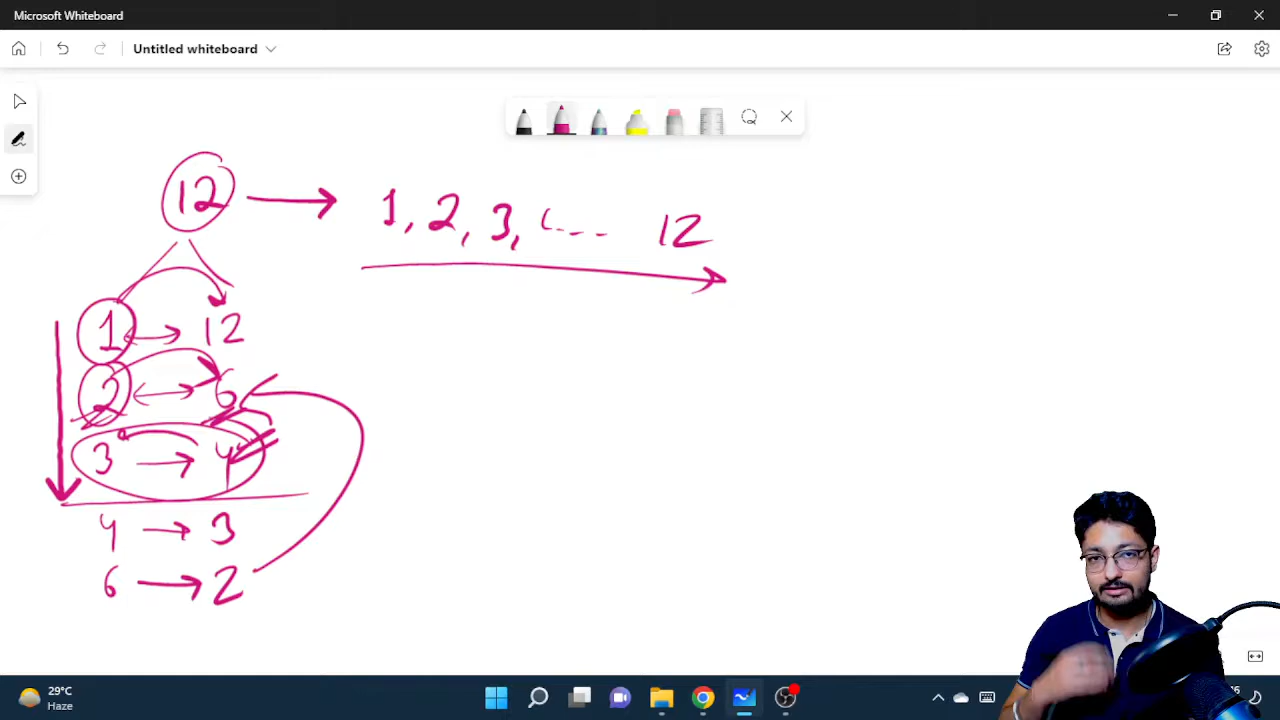 Microsoft Whiteboard
Untitled whiteboard
12 → 1, 2, 3, 4... 12
1 ↔ 12
2 ↔ 6
3 → 4
4 → 3
6 → 2
29°C
Haze